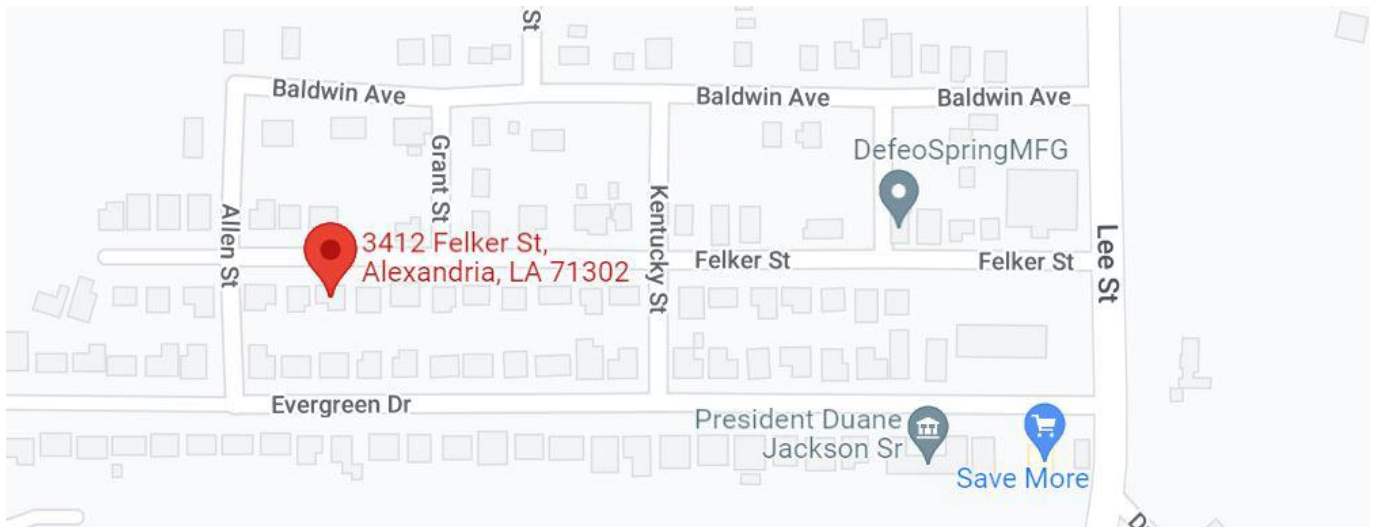 St
Baldwin Ave
Baldwin Ave
Baldwin Ave
Grant St
DefeoSpringMFG
Allen St
Kentucky St
3412 Felker St,
Alexandria, LA 71302
Felker St
Felker St
Lee St
Evergreen Dr
President Duane
Jackson Sr
Save More